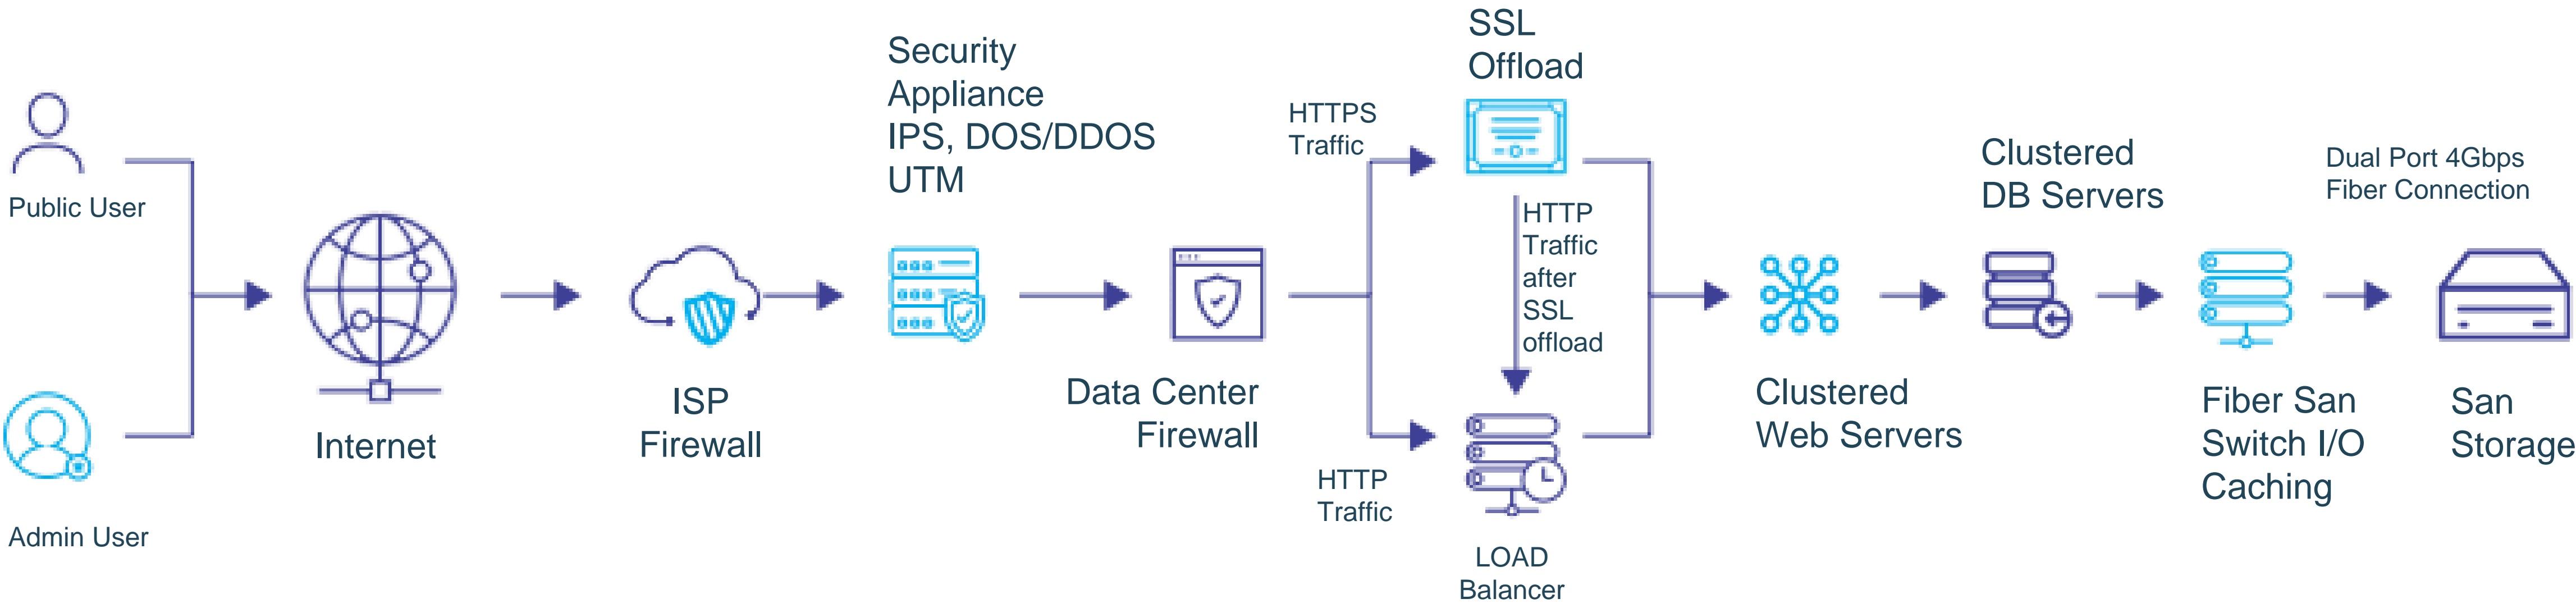 Public User
Admin User
Internet
ISP
Firewall
Security
Appliance
IPS, DOS/DDOS
UTM
Data Center
Firewall
HTTPS
Traffic
HTTP
Traffic
SSL
Offload
HTTP
Traffic
after
SSL
offload
LOAD
Balancer
Clustered
Web Servers
Clustered
DB Servers
Fiber San
Switch I/O
Caching
Dual Port 4Gbps
Fiber Connection
San
Storage